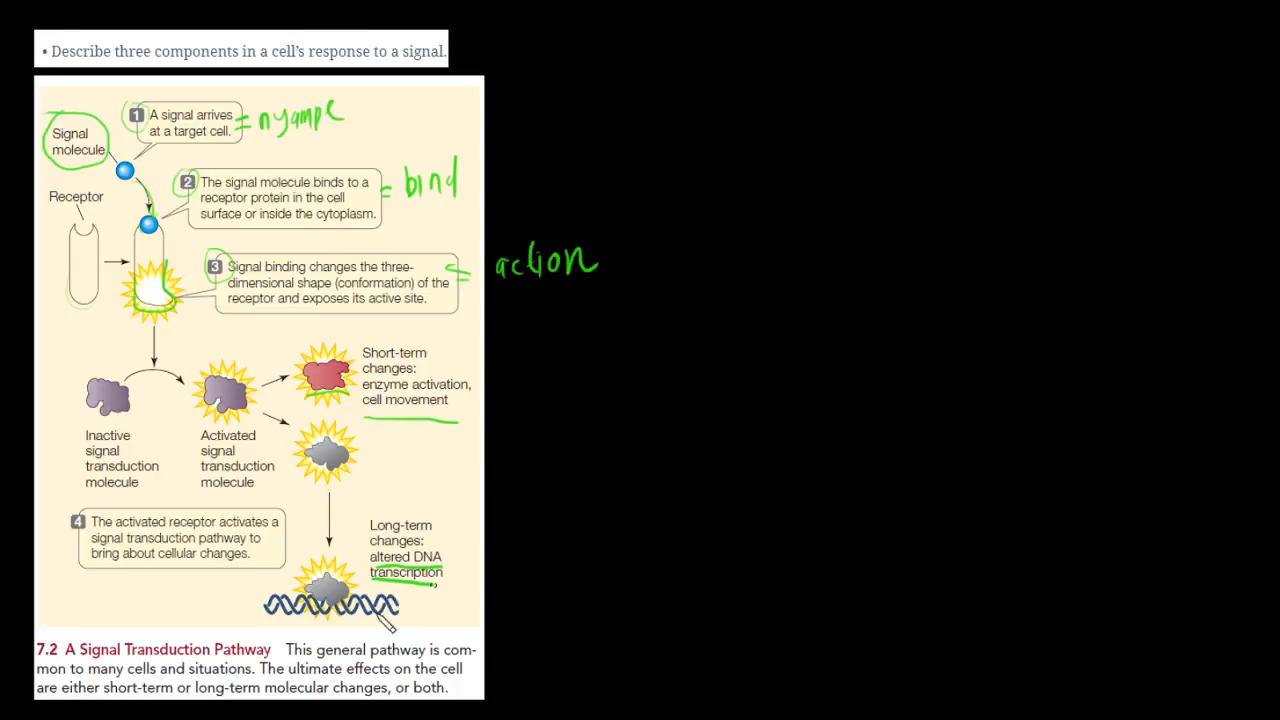 • Describe three components in a cell's response to a signal.
1 A signal arrives
at a target cell.
= nyampe
Signal
molecule
2 The signal molecule binds to a
receptor protein in the cell
surface or inside the cytoplasm.
= bind
Receptor
3 Signal binding changes the three-
dimensional shape (conformation) of the
receptor and exposes its active site.
= action
Short-term
changes:
enzyme activation,
cell movement
Inactive
signal
transduction
molecule
Activated
signal
transduction
molecule
4 The activated receptor activates a
signal transduction pathway to
bring about cellular changes.
Long-term
changes:
altered DNA
transcription
7.2 A Signal Transduction Pathway This general pathway is com-
mon to many cells and situations. The ultimate effects on the cell
are either short-term or long-term molecular changes, or both.